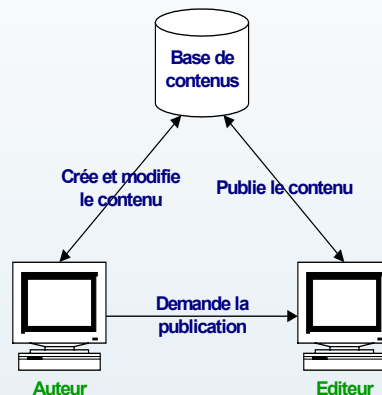 Base de
contenus
Crée et modifie
le contenu
Publie le contenu
Demande la
publication
Auteur
Editeur